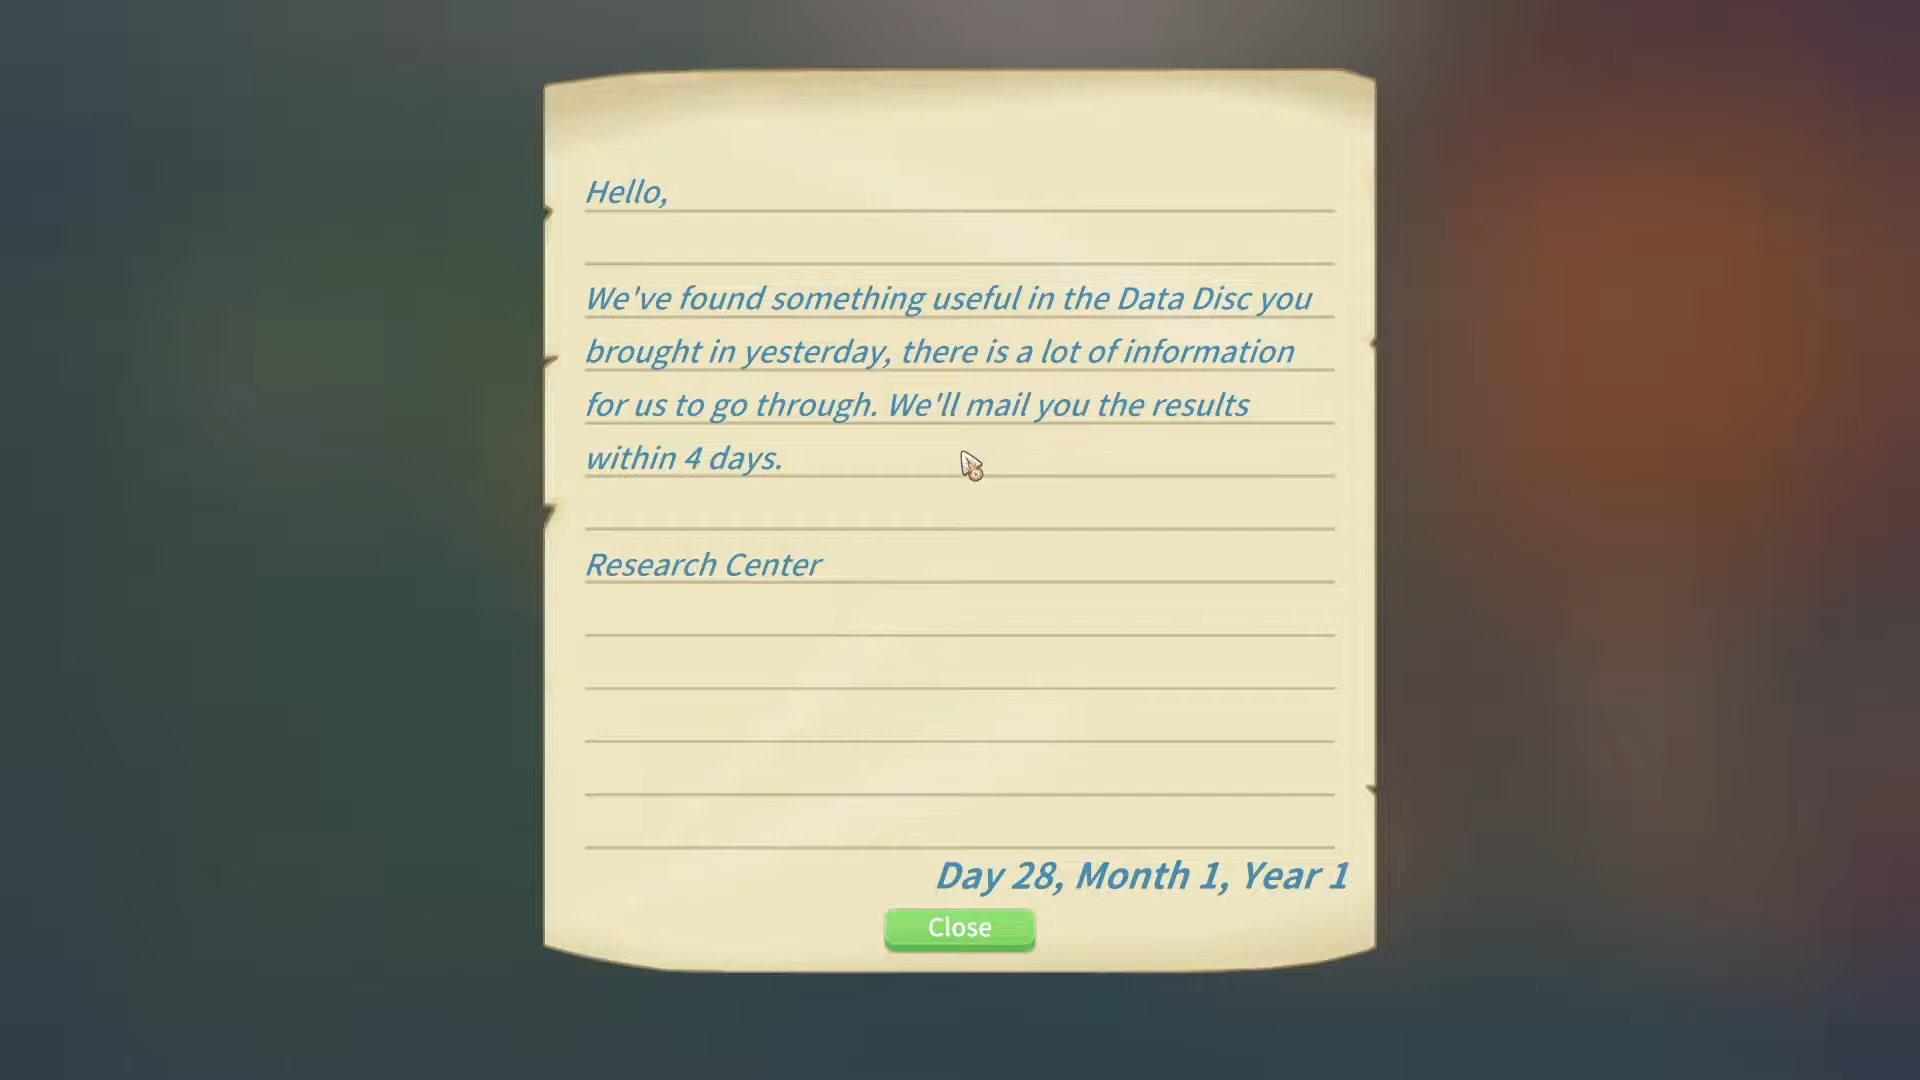 Hello,
We've found something useful in the Data Disc you
brought in yesterday, there is a lot of information
for us to go through. We'll mail you the results
within 4 days.
Research Center
Day 28, Month 1, Year 1
Close